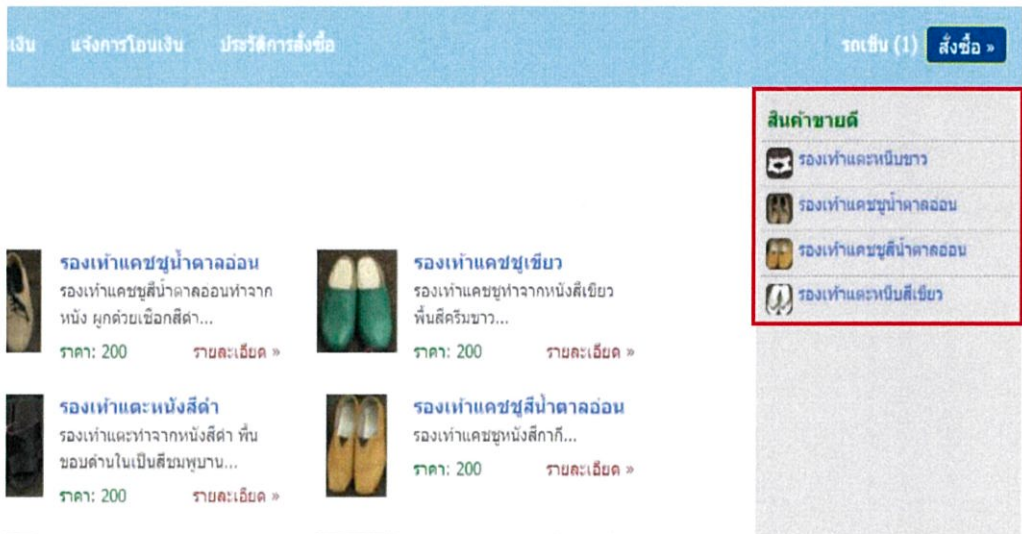 แจ้งการโอนเงิน ประวัติการสั่งซื้อ รถเข็น (1) สั่งซื้อ »
สินค้าขายดี
รองเท้าแตะหนีบขาว
รองเท้าแคชชูน้ำตาลอ่อน
รองเท้าแคชชูสีน้ำตาลอ่อน
รองเท้าแตะหนีบสีเขียว
รองเท้าแคชชูน้ำตาลอ่อน
รองเท้าแคชชูสีน้ำตาลอ่อนทำจาก
หนัง ผูกด้วยเชือกสีดำ...
ราคา: 200 รายละเอียด »
รองเท้าแคชชูเขียว
รองเท้าแคชชูทำจากหนังสีเขียว
พื้นสีครีมขาว...
ราคา: 200 รายละเอียด »
รองเท้าแตะหนังสีดำ
รองเท้าแตะทำจากหนังสีดำ พื้น
ขอบด้านในเป็นสีชมพูบาน...
ราคา: 200 รายละเอียด »
รองเท้าแคชชูสีน้ำตาลอ่อน
รองเท้าแคชชูหนังสีกากี...
ราคา: 200 รายละเอียด »